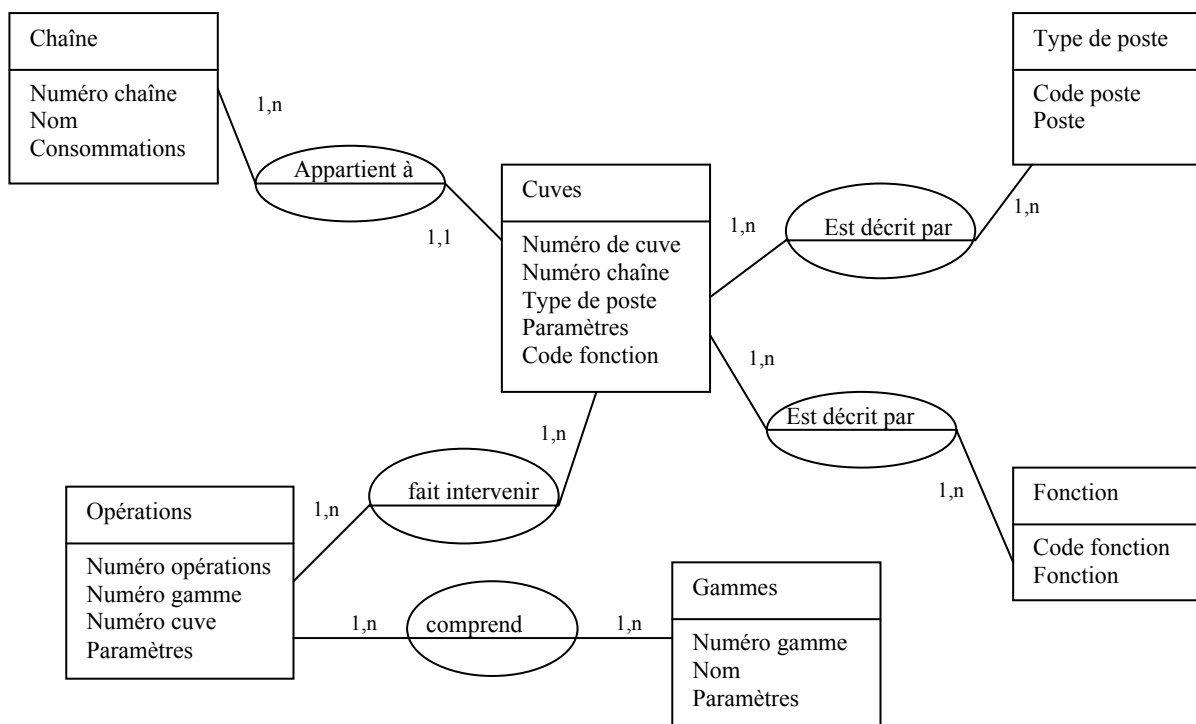 Chaîne
Numéro chaîne
Nom
Consommations
1,n
Appartient à
1,1
Type de poste
Code poste
Poste
1,n
Est décrit par
1,n
Cuves
Numéro de cuve
Numéro chaîne
Type de poste
Paramètres
Code fonction
1,n
Est décrit par
1,n
Fonction
Code fonction
Fonction
1,n
fait intervenir
1,n
Opérations
Numéro opérations
Numéro gamme
Numéro cuve
Paramètres
1,n
comprend
1,n
Gammes
Numéro gamme
Nom
Paramètres